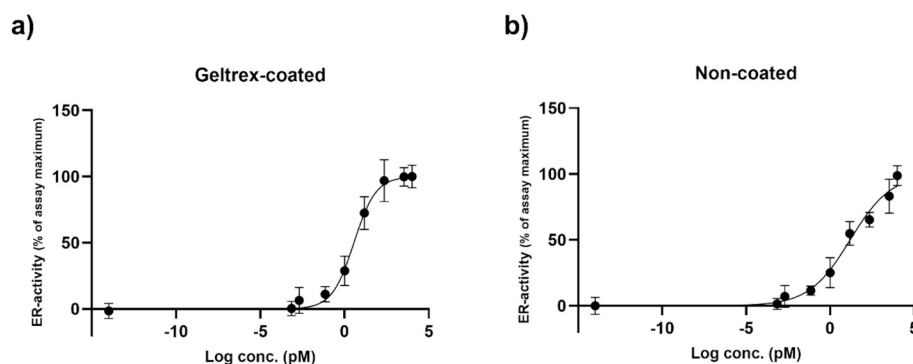 a)
Geltrex-coated
ER-activity (% of assay maximum)
150
100
50
0
-10
-5
0
5
Log conc. (pM)
b)
Non-coated
ER-activity (% of assay maximum)
150
100
50
0
-10
-5
0
5
Log conc. (pM)